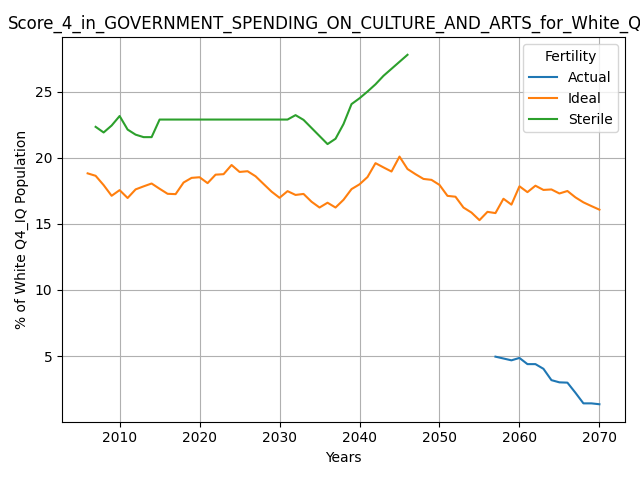 Score_4_in_GOVERNMENT_SPENDING_ON_CULTURE_AND_ARTS_for_White_Q
Fertility
Actual
Ideal
Sterile
% of White Q4_IQ Population
25
20
15
10
5
2010 2020 2030 2040 2050 2060 2070
Years